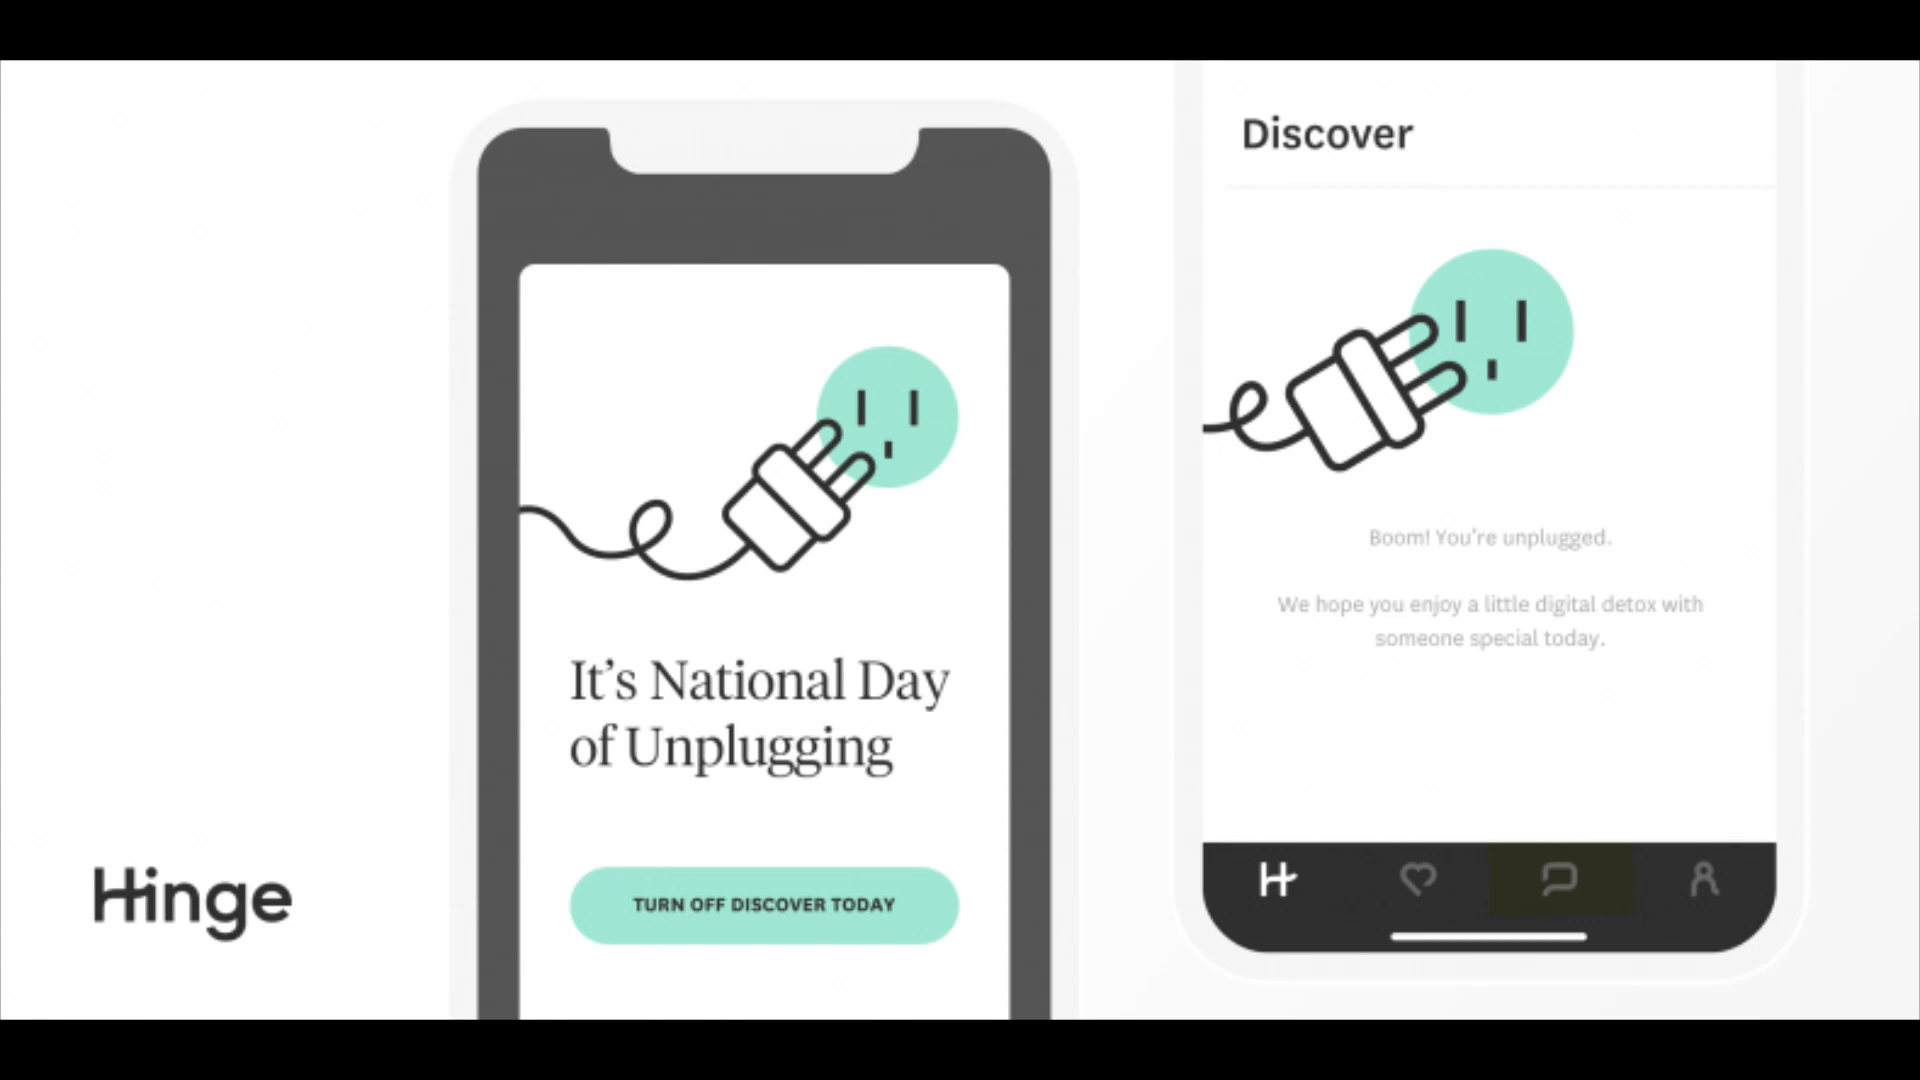 Hinge
It’s National Day
of Unplugging
TURN OFF DISCOVER TODAY
Discover
Boom! You’re unplugged.
We hope you enjoy a little digital detox with
someone special today.
H